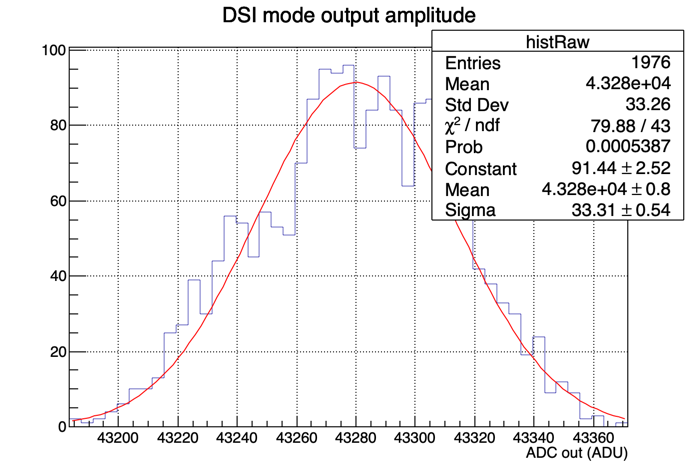 DSI mode output amplitude
histRaw
Entries 1976
Mean 4.328e+04
Std Dev 33.26
χ² / ndf 79.88 / 43
Prob 0.0005387
Constant 91.44 ± 2.52
Mean 4.328e+04 ± 0.8
Sigma 33.31 ± 0.54
100
80
60
40
20
0
43200 43220 43240 43260 43280 43300 43320 43340 43360
ADC out (ADU)